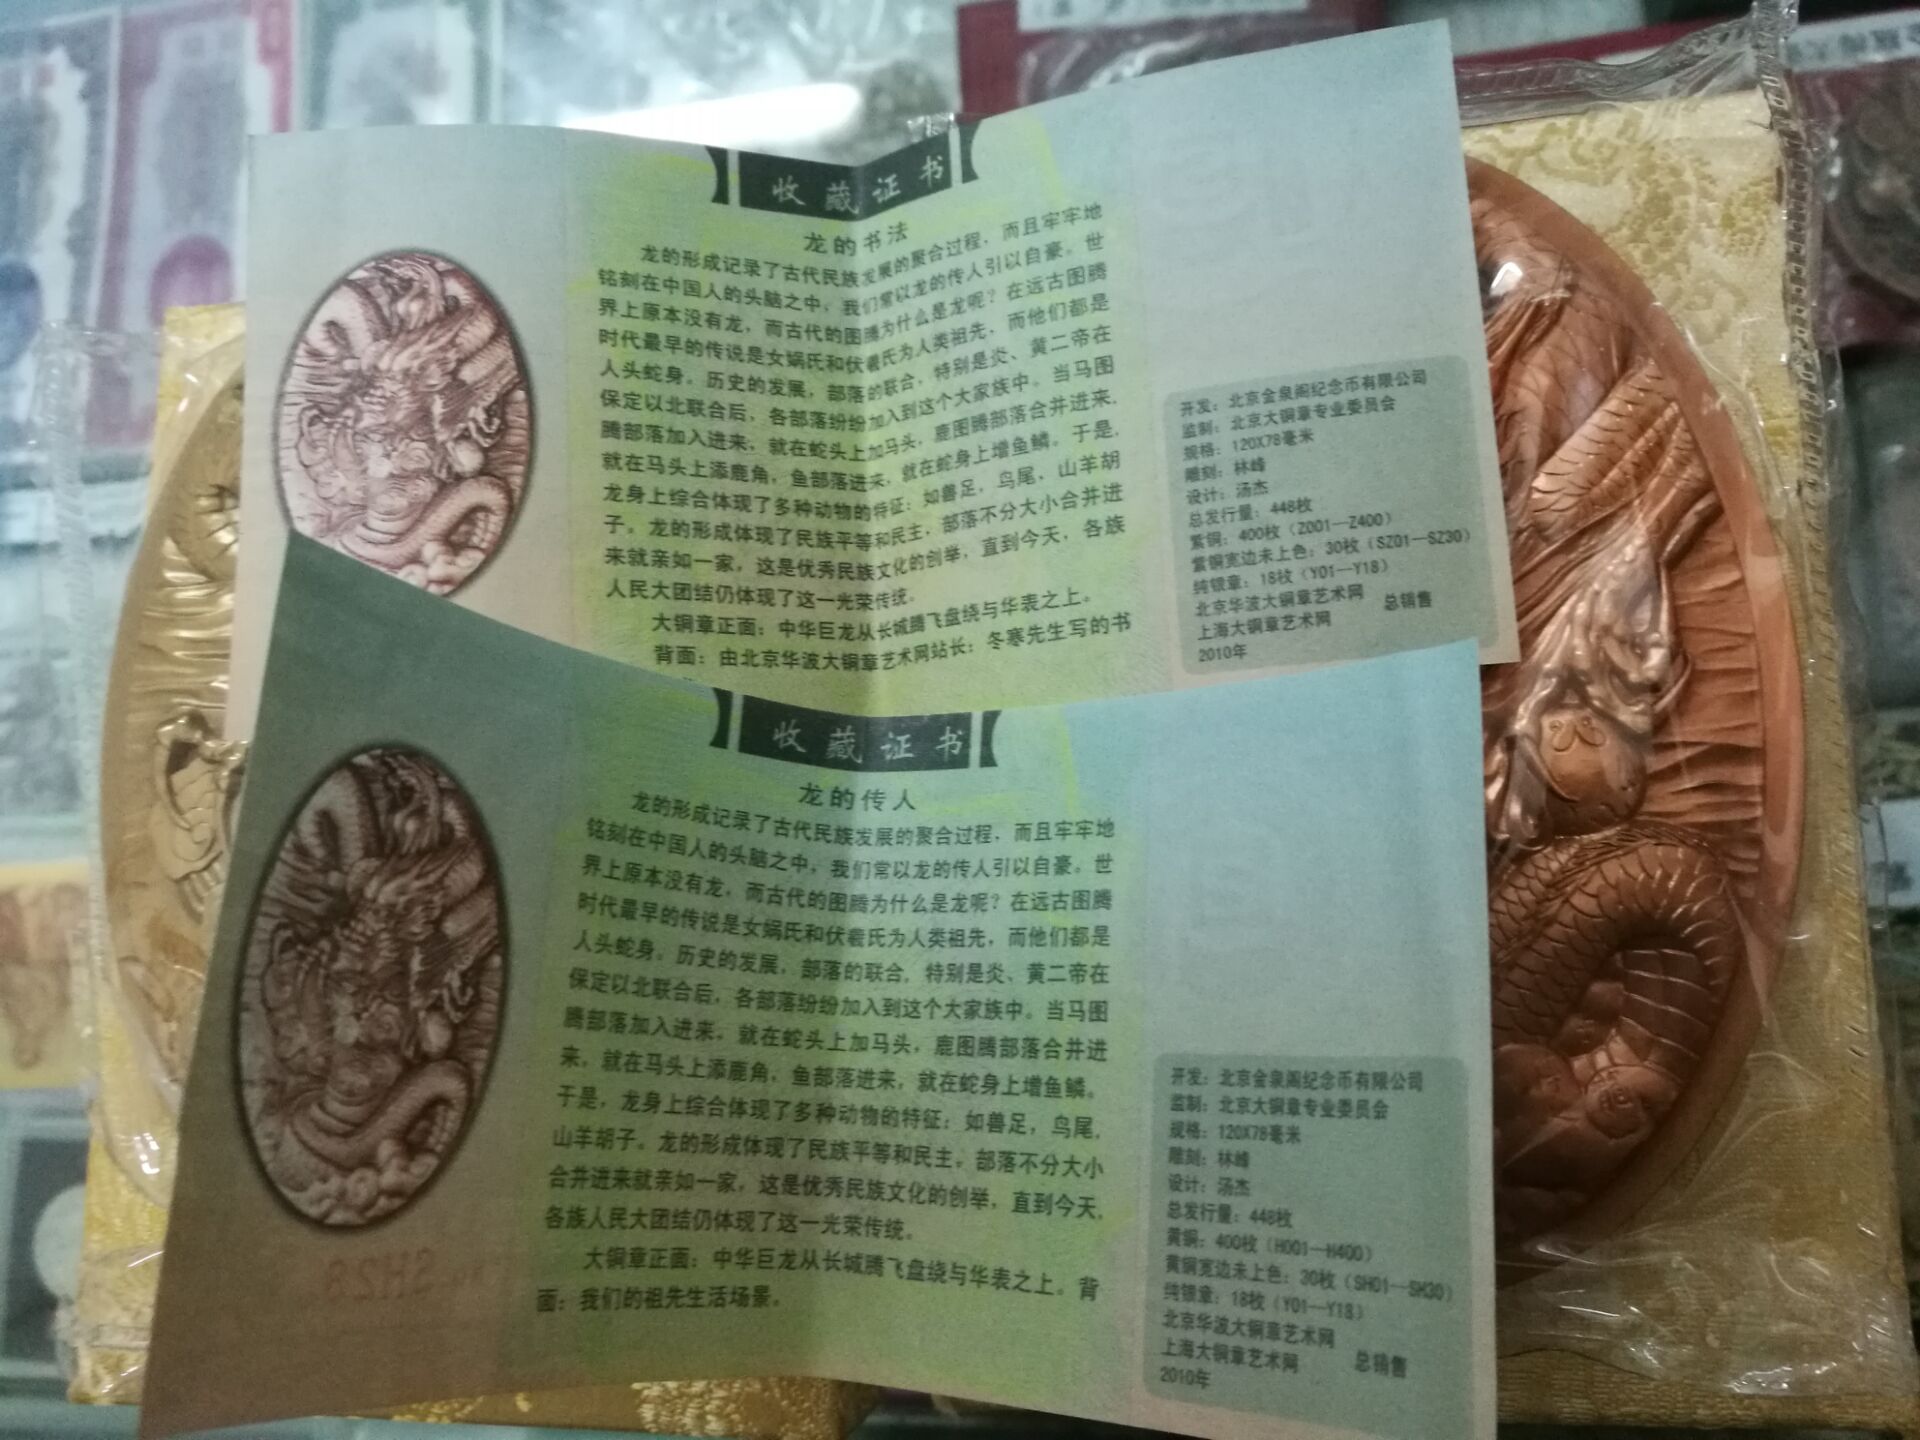 收藏证书
龙的书法
龙的形成记录了古代民族发展的聚合过程，而且牢牢地
铭刻在中国人的头脑之中，我们常以龙的传人引以自豪。世
界上原本没有龙，而古代的图腾为什么是龙呢？在远古图腾
时代最早的传说是女娲氏和伏羲氏为人类祖先，而他们都是
人头蛇身。历史的发展，部落的联合，特别是炎、黄二帝在
保定以北联合后，各部落纷纷加入到这个大家族中。当马图
腾部落加入进来，就在蛇头上加马头，鹿图腾部落合并进来，
就在马头上添鹿角，鱼部落进来，就在蛇身上增鱼鳞。于是，
龙身上综合体现了多种动物的特征：如兽足，鸟尾、山羊胡
子。龙的形成体现了民族平等和民主，部落不分大小合并进
来就亲如一家，这是优秀民族文化的创举，直到今天，各族
人民大团结仍体现了这一光荣传统。
大铜章正面：中华巨龙从长城腾飞盘绕与华表之上。
背面：由北京华波大铜章艺术网站长：冬寒先生写的书
开发：北京金泉阁纪念币有限公司
监制：北京大铜章专业委员会
规格：120X78毫米
雕刻：林峰
设计：汤杰
总发行量：448枚
紫铜：400枚（Z001—Z400）
紫铜宽边未上色：30枚（SZ01—SZ30）
纯银章：18枚（Y01—Y18）
北京华波大铜章艺术网
上海大铜章艺术网 总销售
2010年
收藏证书
龙的传人
龙的形成记录了古代民族发展的聚合过程，而且牢牢地
铭刻在中国人的头脑之中，我们常以龙的传人引以自豪。世
界上原本没有龙，而古代的图腾为什么是龙呢？在远古图腾
时代最早的传说是女娲氏和伏羲氏为人类祖先，而他们都是
人头蛇身。历史的发展，部落的联合，特别是炎、黄二帝在
保定以北联合后，各部落纷纷加入到这个大家族中。当马图
腾部落加入进来，就在蛇头上加马头，鹿图腾部落合并进
来，就在马头上添鹿角，鱼部落进来，就在蛇身上增鱼鳞。
于是，龙身上综合体现了多种动物的特征：如兽足，鸟尾，
山羊胡子。龙的形成体现了民族平等和民主，部落不分大小
合并进来就亲如一家，这是优秀民族文化的创举，直到今天，
各族人民大团结仍体现了这一光荣传统。
大铜章正面：中华巨龙从长城腾飞盘绕与华表之上。背
面：我们的祖先生活场景。
开发：北京金泉阁纪念币有限公司
监制：北京大铜章专业委员会
规格：120X78毫米
雕刻：林峰
设计：汤杰
总发行量：448枚
黄铜：400枚（H001—H400）
黄铜宽边未上色：30枚（SH01—SH30）
纯银章：18枚（Y01—Y18）
北京华波大铜章艺术网
上海大铜章艺术网 总销售
2010年
SH28